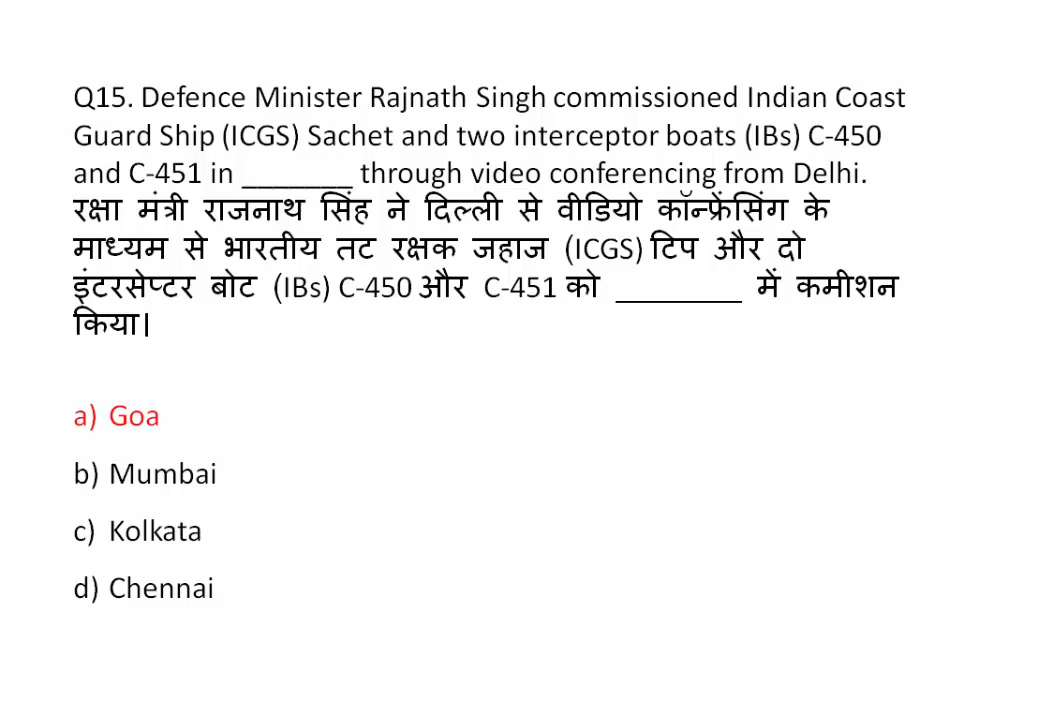 Q15. Defence Minister Rajnath Singh commissioned Indian Coast
Guard Ship (ICGS) Sachet and two interceptor boats (IBs) C-450
and C-451 in _______ through video conferencing from Delhi.
रक्षा मंत्री राजनाथ सिंह ने दिल्ली से वीडियो कॉन्फ्रेंसिंग के
माध्यम से भारतीय तट रक्षक जहाज (ICGS) टिप और दो
इंटरसेप्टर बोट (IBs) C-450 और C-451 को ________ में कमीशन
किया।
a) Goa
b) Mumbai
c) Kolkata
d) Chennai